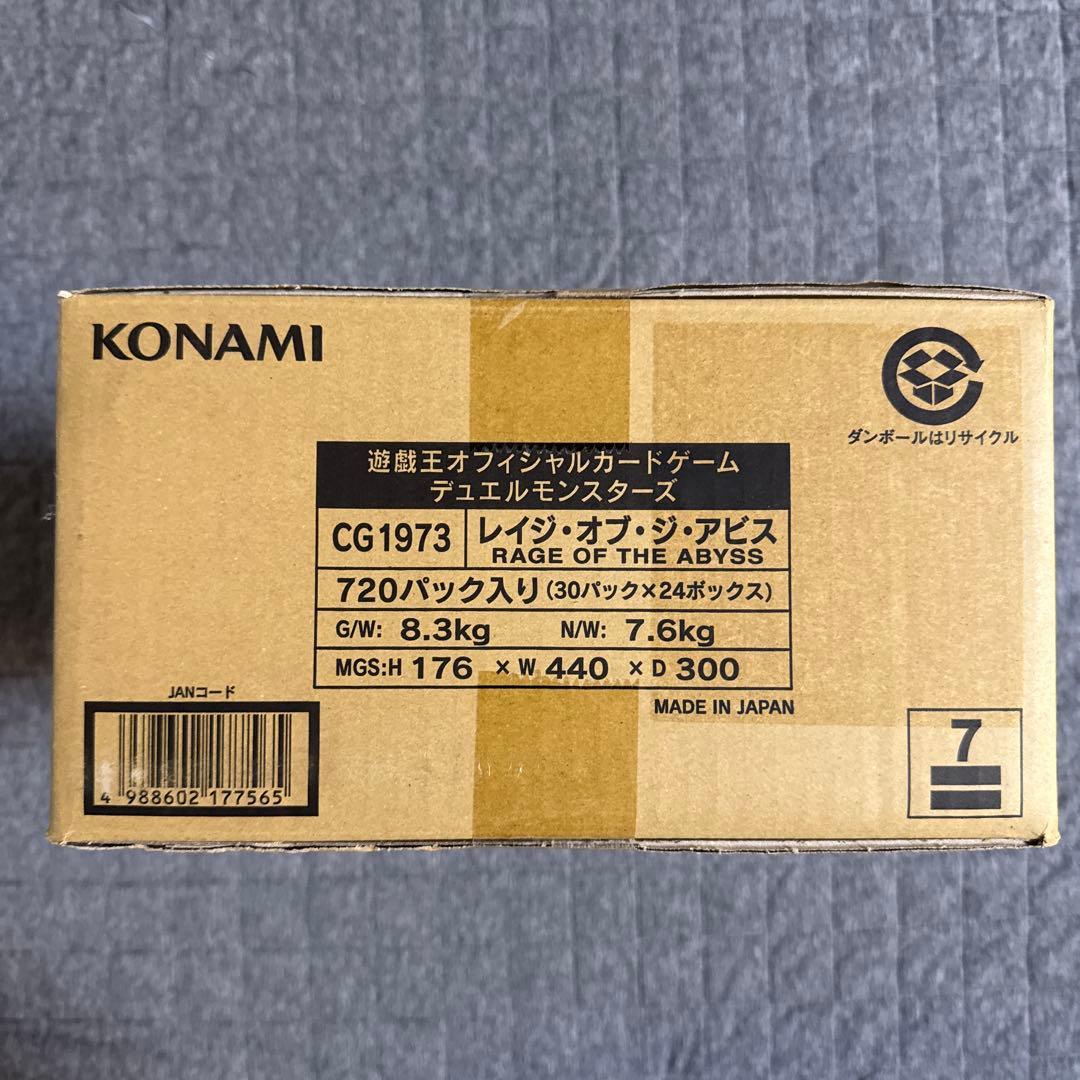 KONAMI
ダンボールはリサイクル
遊戯王オフィシャルカードゲーム
デュエルモンスターズ
CG1973 レイジ・オブ・ジ・アビス
RAGE OF THE ABYSS
720パック入り(30パック×24ボックス)
G/W: 8.3kg N/W: 7.6kg
MGS:H 176 × W 440 × D 300
MADE IN JAPAN
JANコード
4 988602 177565
7